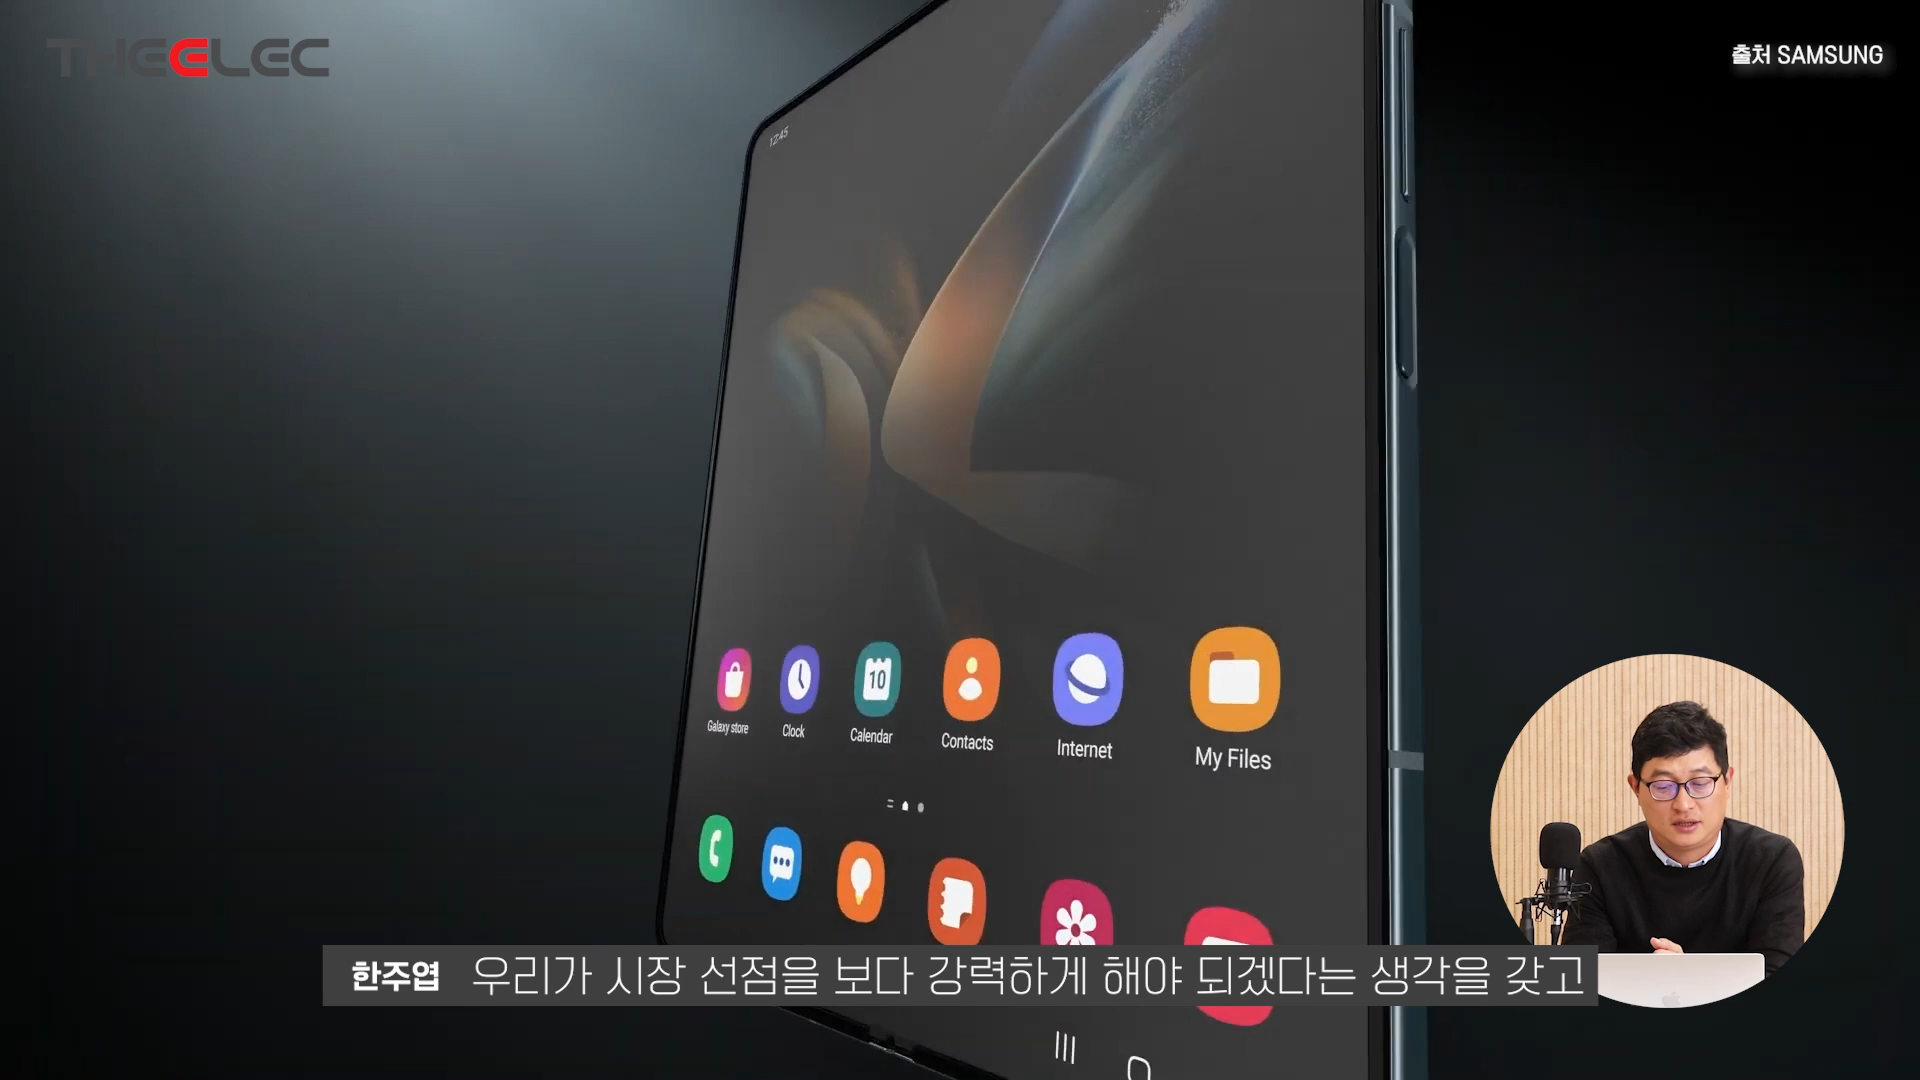 THEELEC
출처 SAMSUNG
12:45
10
Galaxy store
Clock
Calendar
Contacts
Internet
My Files
한주엽 우리가 시장 선점을 보다 강력하게 해야 되겠다는 생각을 갖고